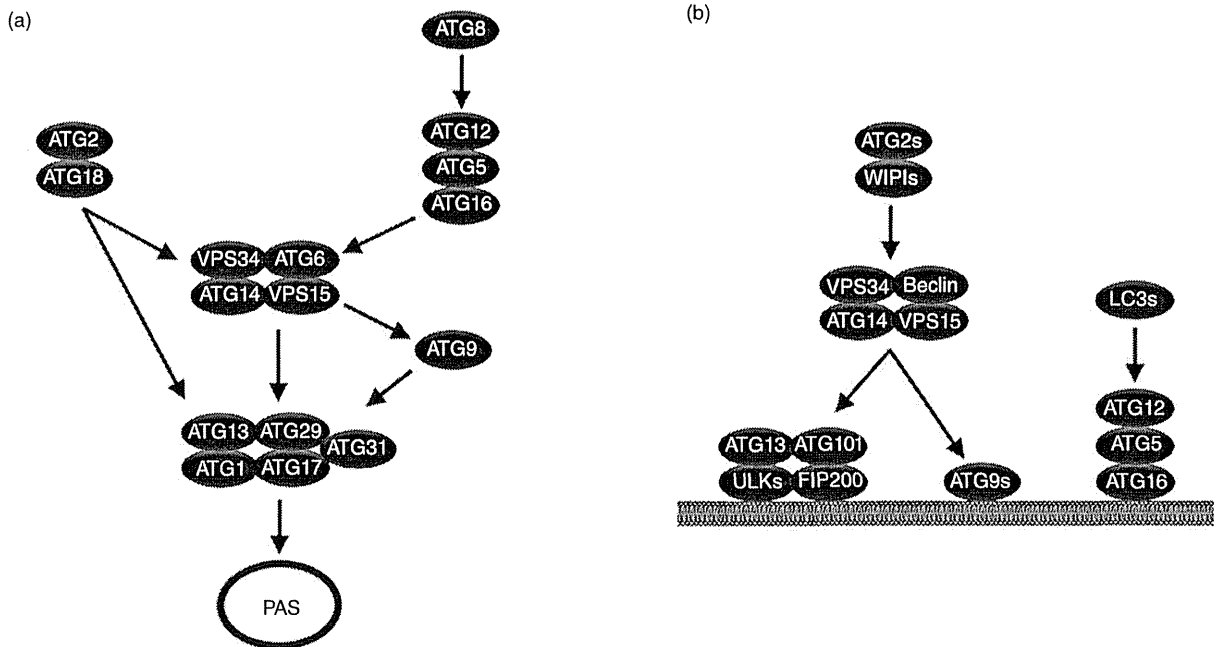 (a)
ATG8
ATG2
ATG18
ATG12
ATG5
ATG16
VPS34 ATG6
ATG14 VPS15
ATG9
ATG13 ATG29
ATG31
ATG1 ATG17
PAS
(b)
ATG2s
WIPIs
VPS34 Beclin
ATG14 VPS15
LC3s
ATG12
ATG5
ATG16
ATG13 ATG101
ULKs FIP200
ATG9s